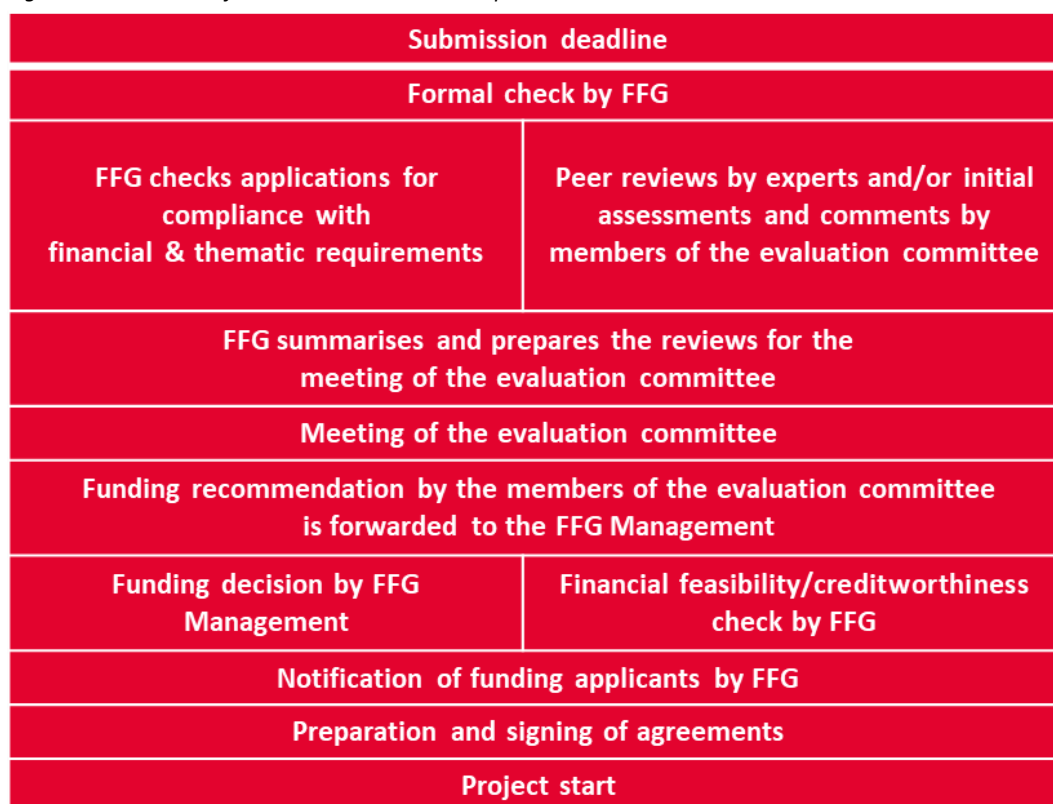 Submission deadline
Formal check by FFG
FFG checks applications for
compliance with
financial & thematic requirements
Peer reviews by experts and/or initial
assessments and comments by
members of the evaluation committee
FFG summarises and prepares the reviews for the
meeting of the evaluation committee
Meeting of the evaluation committee
Funding recommendation by the members of the evaluation committee
is forwarded to the FFG Management
Funding decision by FFG
Management
Financial feasibility/creditworthiness
check by FFG
Notification of funding applicants by FFG
Preparation and signing of agreements
Project start